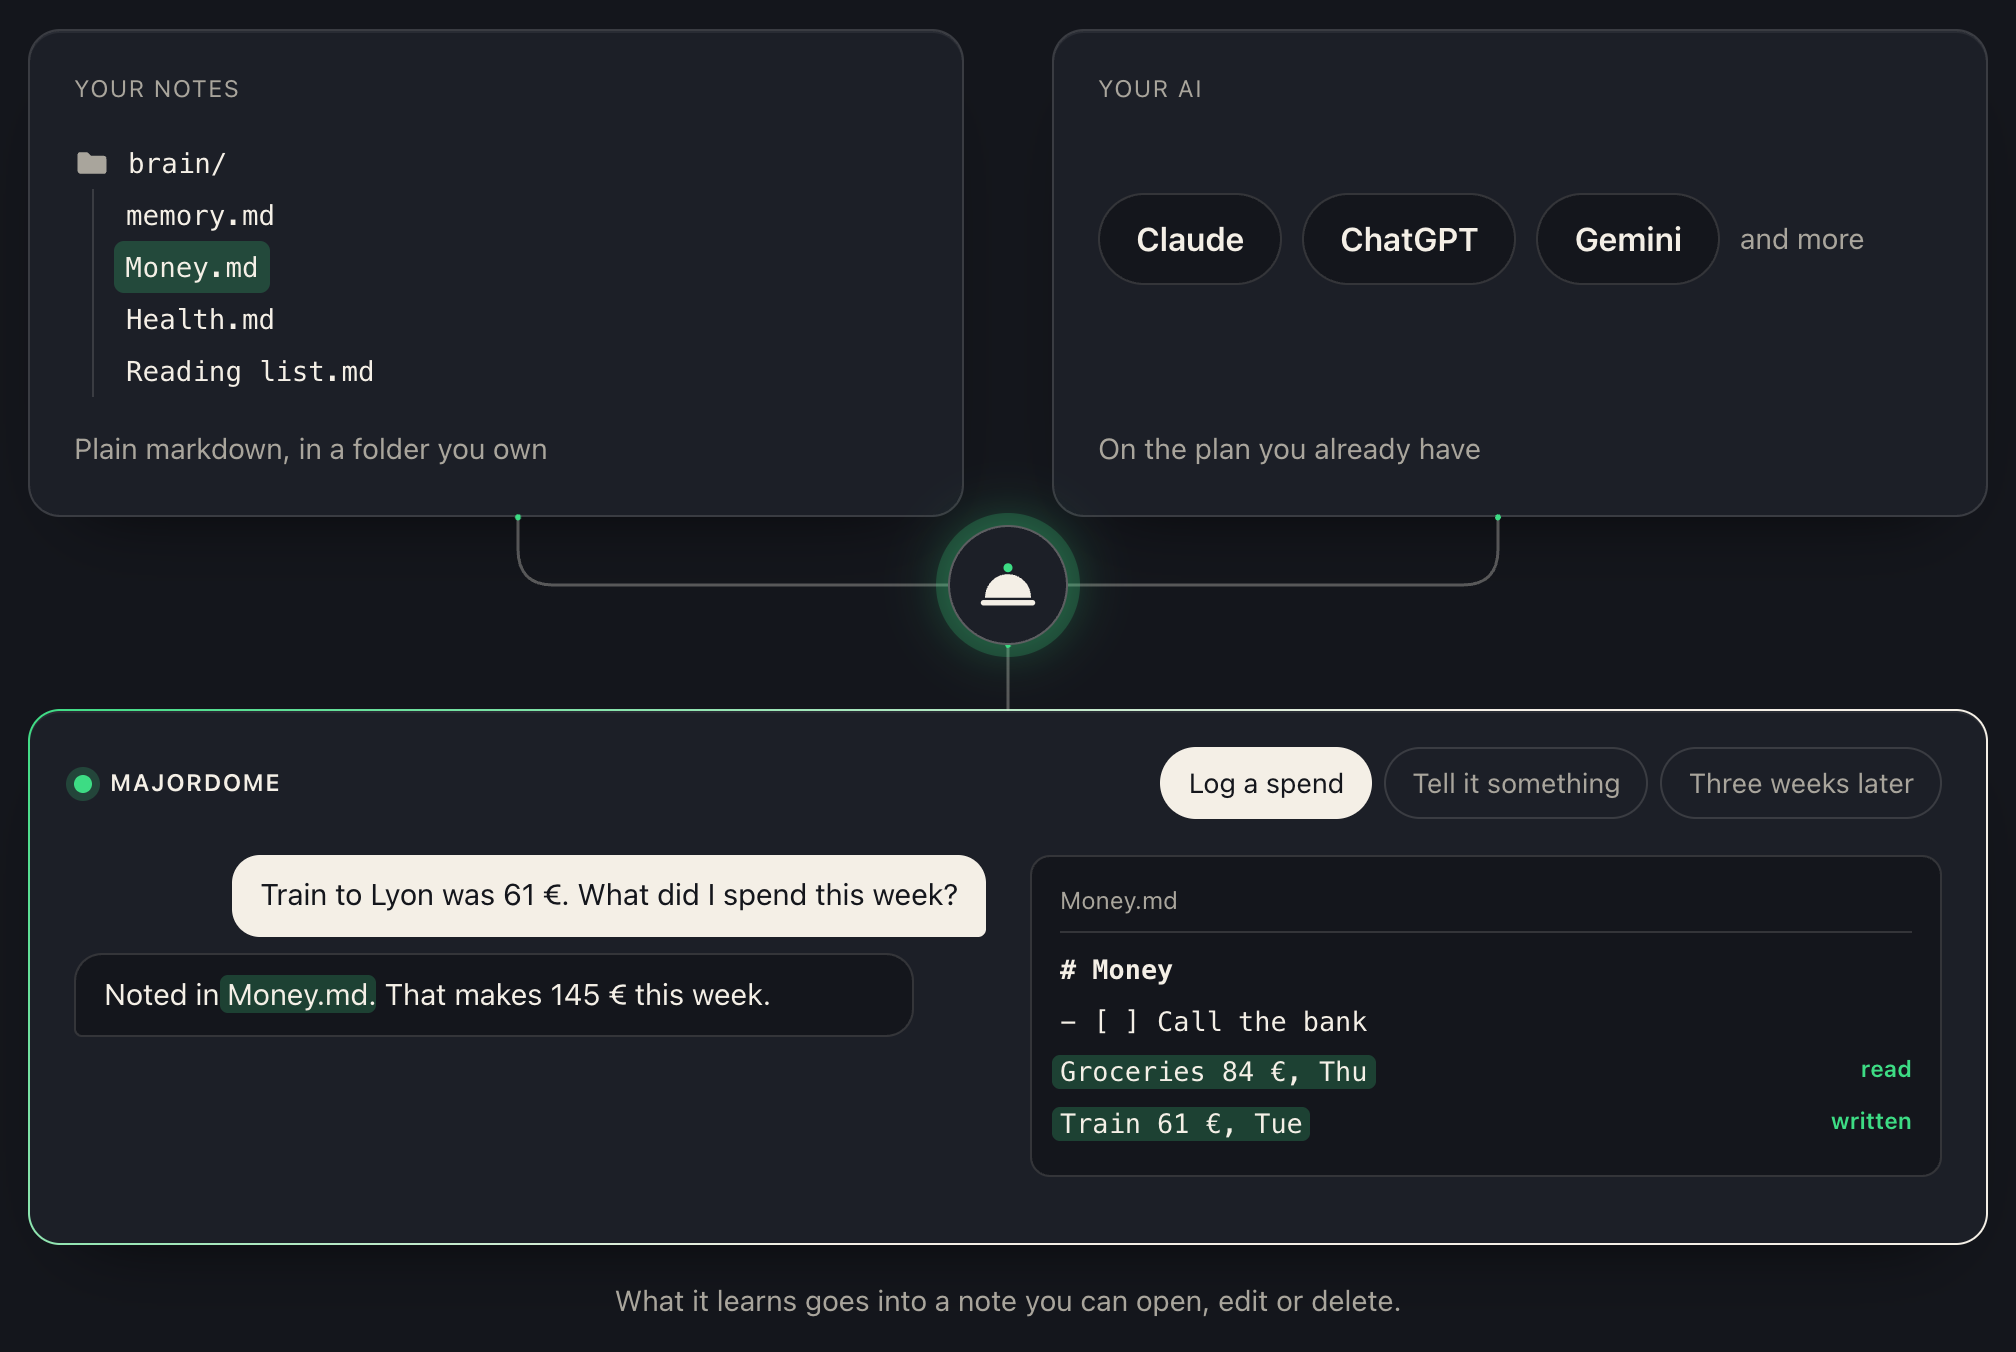 YOUR NOTES
brain/
memory.md
Money.md
Health.md
Reading list.md
Plain markdown, in a folder you own
YOUR AI
Claude
ChatGPT
Gemini
and more
On the plan you already have
MAJORDOME
Log a spend
Tell it something
Three weeks later
Train to Lyon was 61 €. What did I spend this week?
Noted in Money.md. That makes 145 € this week.
Money.md
# Money
– [ ] Call the bank
Groceries 84 €, Thu read
Train 61 €, Tue written
What it learns goes into a note you can open, edit or delete.